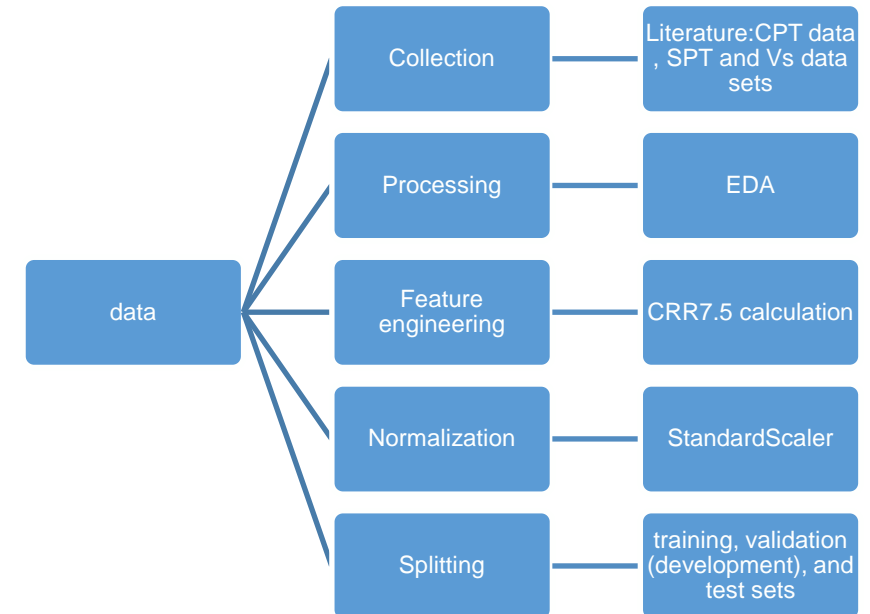 Collection
Literature:CPT data
, SPT and Vs data
sets
Processing
EDA
data
Feature
engineering
CRR7.5 calculation
Normalization
StandardScaler
Splitting
training, validation
(development), and
test sets